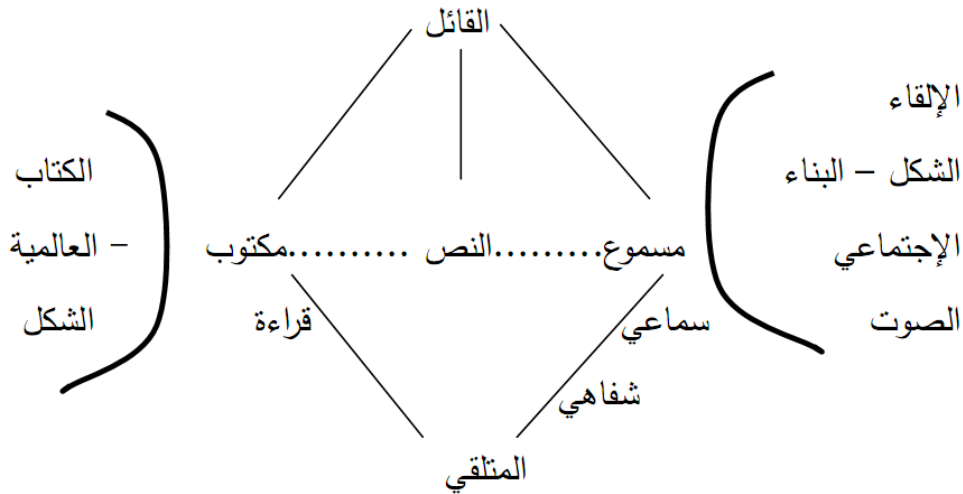 القائل
الإلقاء
الشكل – البناء
الإجتماعي
الصوت
مسموع.........النص ..........مكتوب
سماعي
شفاهي
قراءة
الكتاب
– العالمية
الشكل
المتلقي